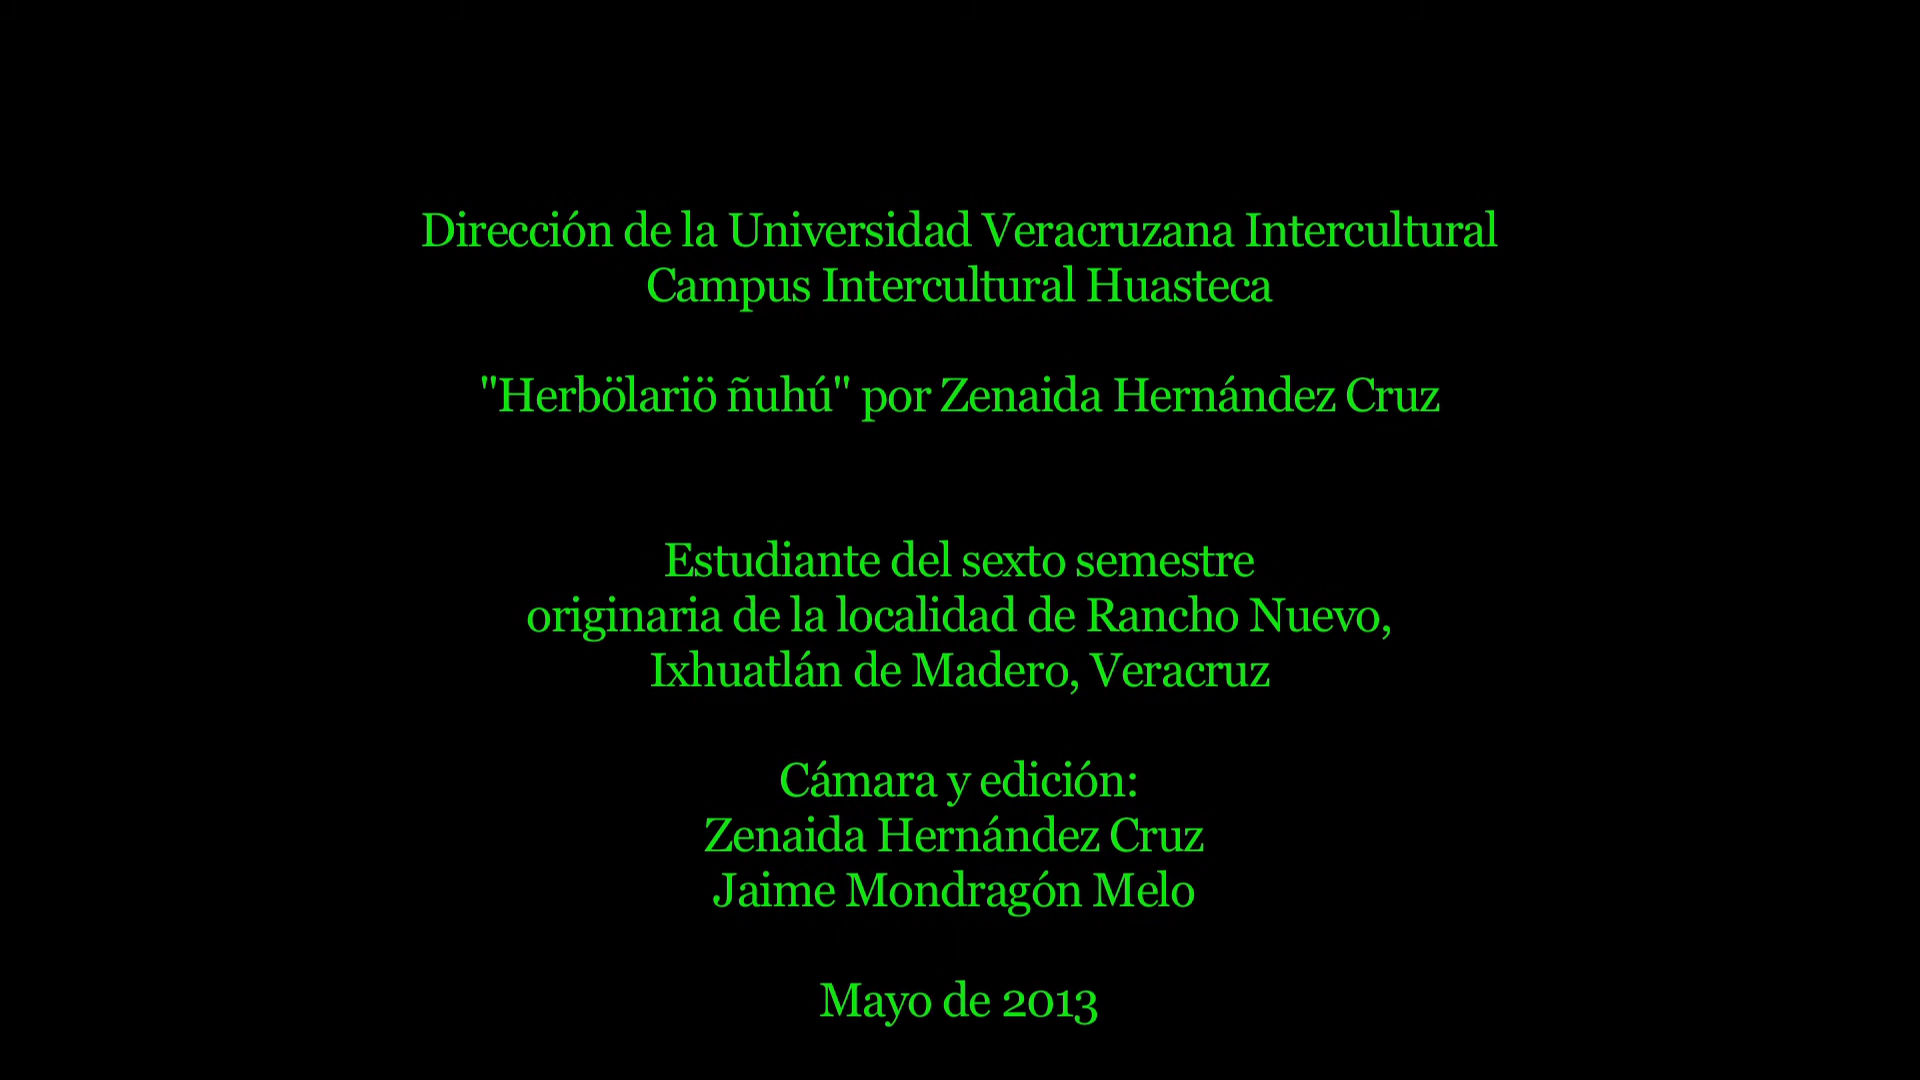 Dirección de la Universidad Veracruzana Intercultural
Campus Intercultural Huasteca
"Herbölariö ñuhú" por Zenaida Hernández Cruz
Estudiante del sexto semestre
originaria de la localidad de Rancho Nuevo,
Ixhuatlán de Madero, Veracruz
Cámara y edición:
Zenaida Hernández Cruz
Jaime Mondragón Melo
Mayo de 2013